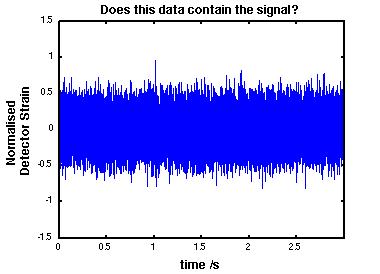 Does this data contain the signal?
1.5
1
0.5
0
-0.5
-1
-1.5
Normalised
Detector Strain
0 0.5 1 1.5 2 2.5
time /s